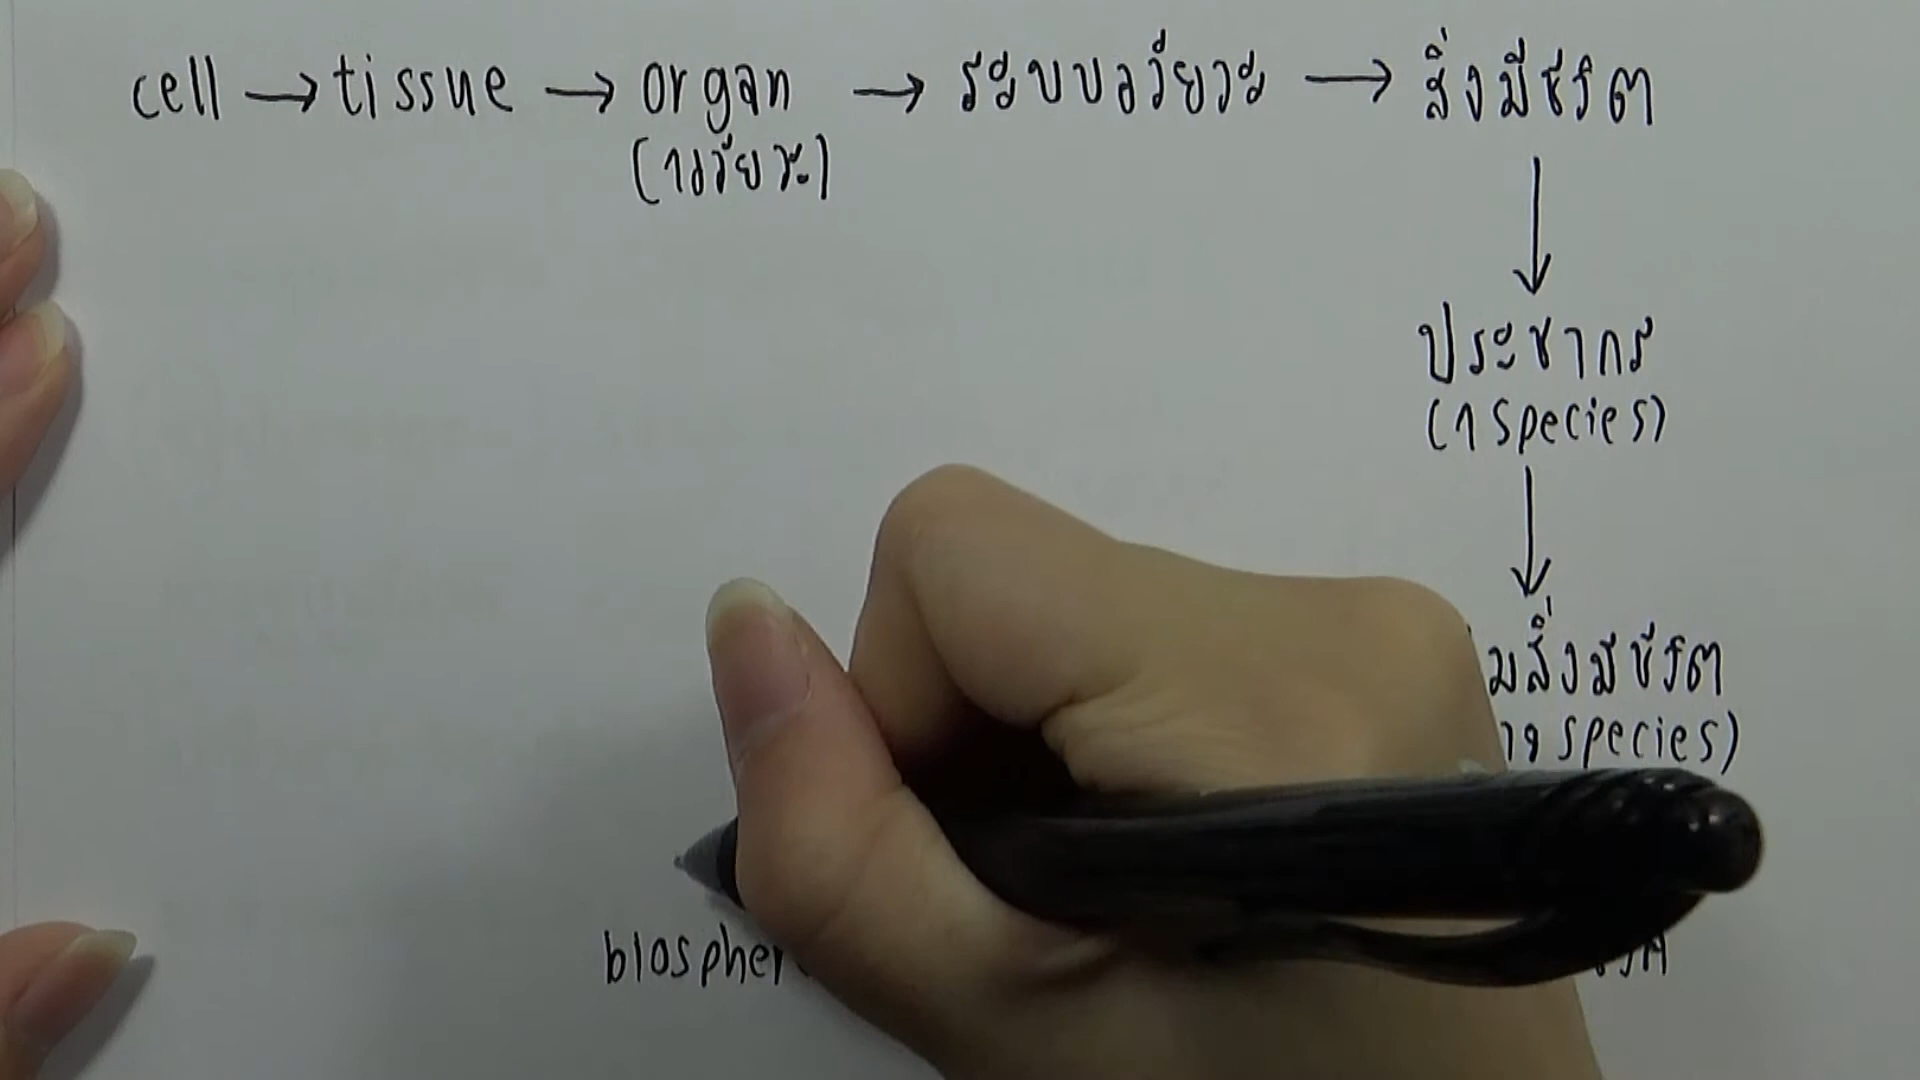 cell → tissue → organ → ระบบอวัยวะ → สิ่งมีชีวิต
(1อวัยวะ)
ประชากร
(1 species)
สิ่งมีชีวิต
species)
biospher